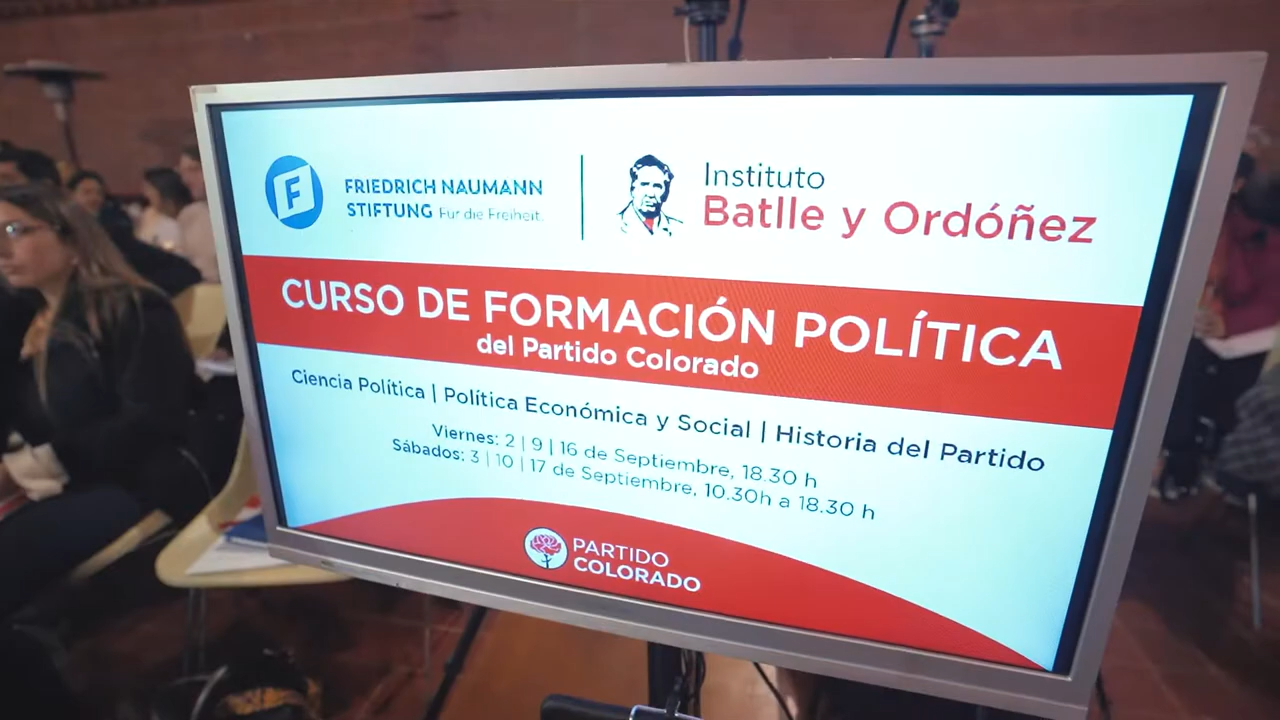 F
FRIEDRICH NAUMANN
STIFTUNG Für die Freiheit.
Instituto
Batlle y Ordóñez
CURSO DE FORMACIÓN POLÍTICA
del Partido Colorado
Ciencia Política | Política Económica y Social | Historia del Partido
Viernes: 2 | 9 | 16 de Septiembre, 18.30 h
Sábados: 3 | 10 | 17 de Septiembre, 10.30h a 18.30 h
PARTIDO
COLORADO